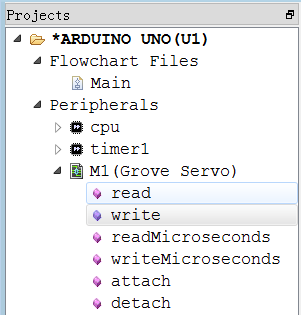 Projects
*ARDUINO UNO(U1)
Flowchart Files
Main
Peripherals
cpu
timer1
M1(Grove Servo)
read
write
readMicroseconds
writeMicroseconds
attach
detach